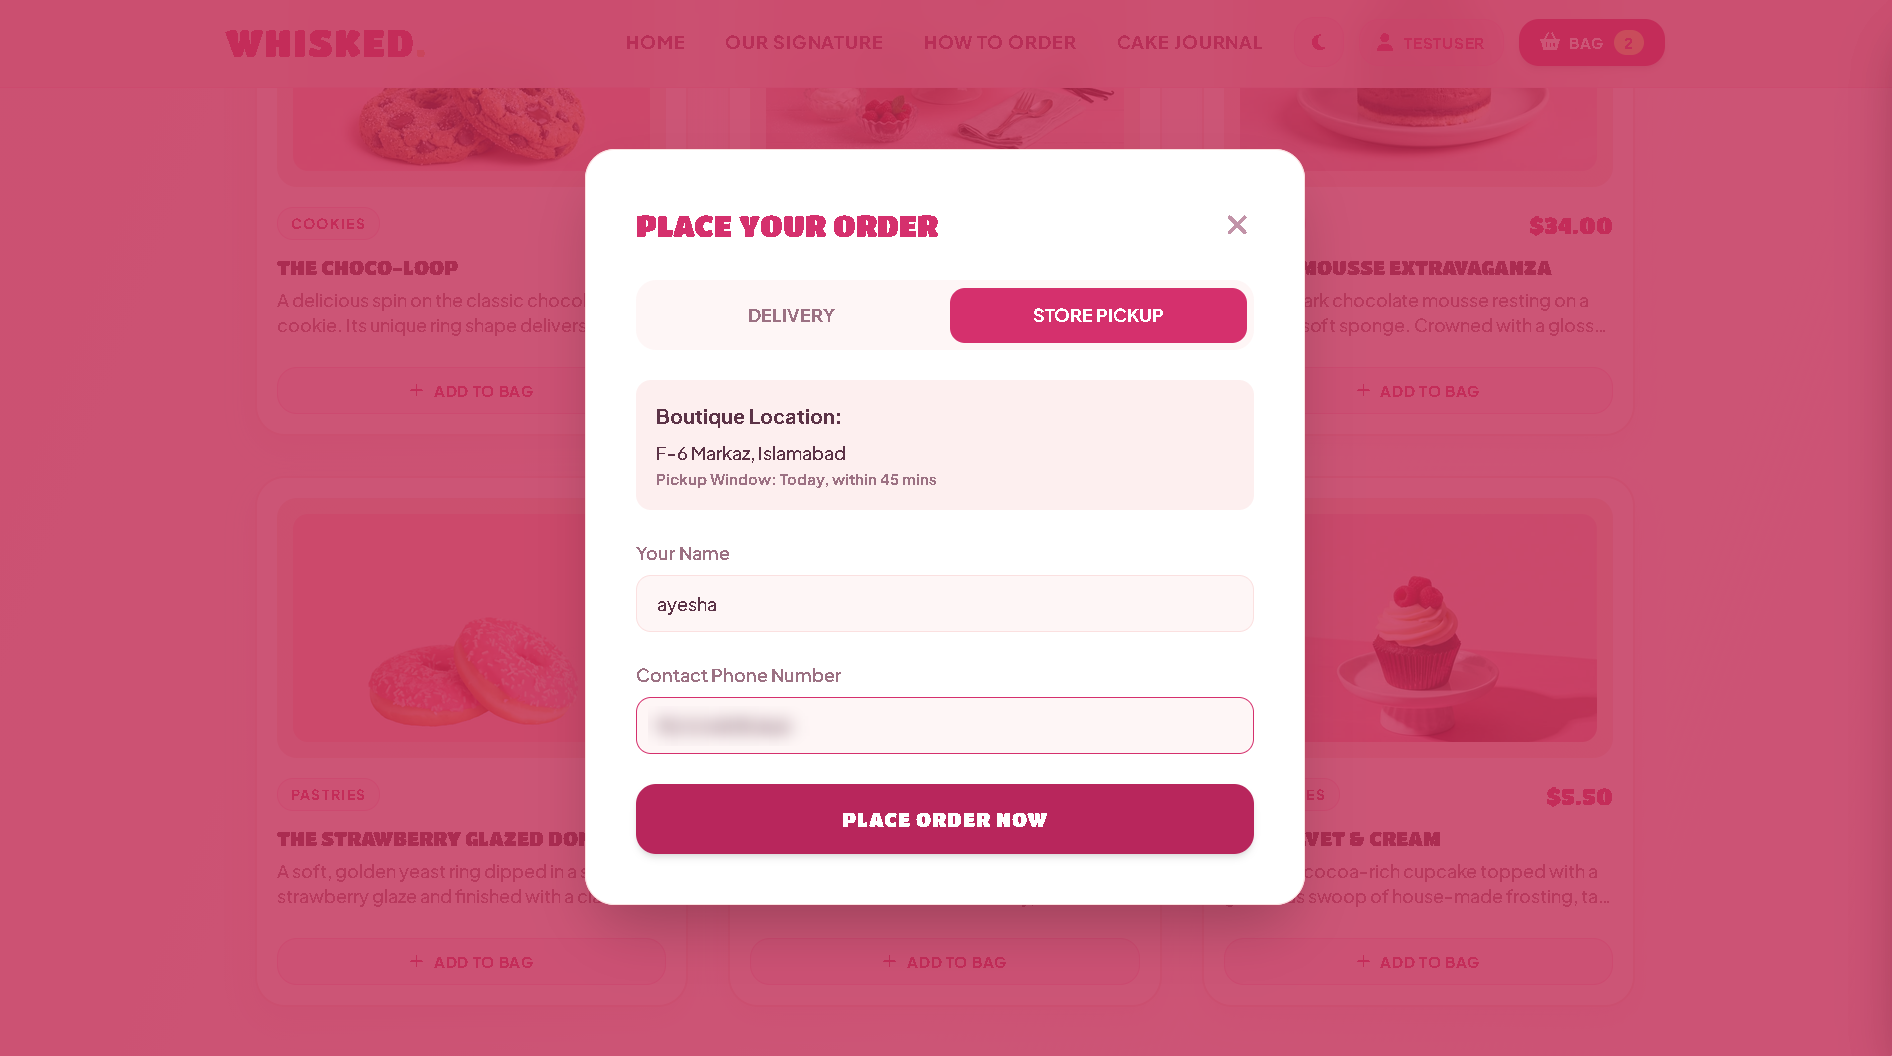 WHISKED.
HOME
OUR SIGNATURE
HOW TO ORDER
CAKE JOURNAL
TESTUSER
BAG 2
PLACE YOUR ORDER
DELIVERY
STORE PICKUP
Boutique Location:
F-6 Markaz, Islamabad
Pickup Window: Today, within 45 mins
Your Name
ayesha
Contact Phone Number
PLACE ORDER NOW
COOKIES
THE CHOCO-LOOP
A delicious spin on the classic
cookie. Its unique ring shape
+ ADD TO BAG
$34.00
MOUSSE EXTRAVAGANZA
chocolate mousse resting on a
soft sponge. Crowned with a gloss...
+ ADD TO BAG
PASTRIES
THE STRAWBERRY GLAZED
A soft, golden yeast ring dipped in a
strawberry glaze and finished with a
+ ADD TO BAG
+ ADD TO BAG
$5.50
& CREAM
cocoa-rich cupcake topped with a
swoop of house-made frosting, ta...
+ ADD TO BAG